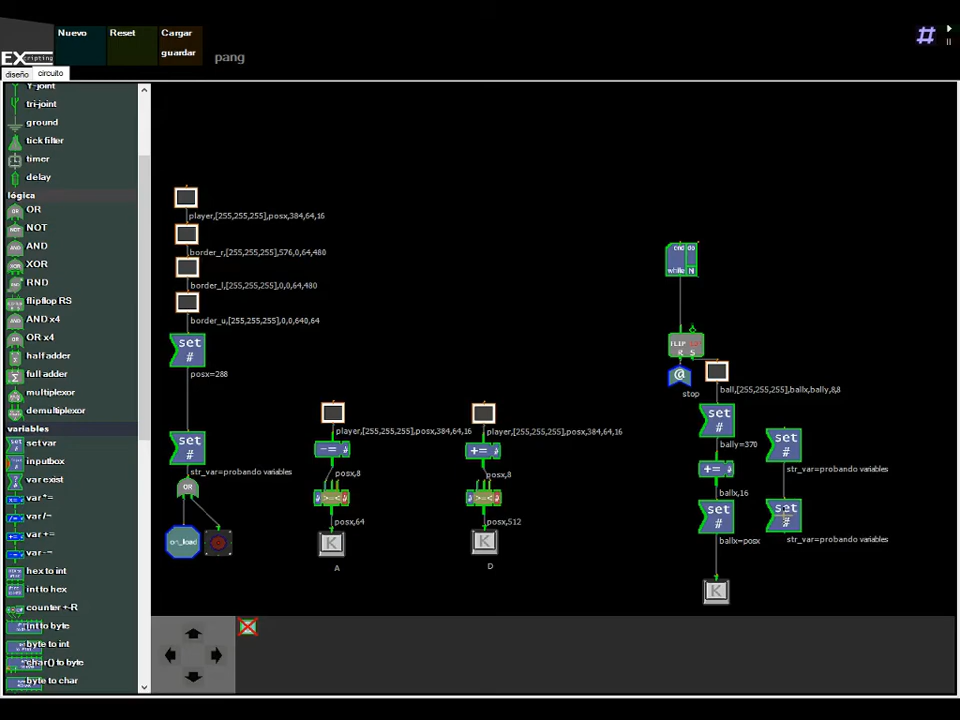 Nuevo
Reset
Cargar
guardar
pang
EXcripting
diseño
circuito
Y-joint
tri-joint
ground
tick filter
timer
delay
lógica
OR
NOT
AND
XOR
RND
flipflop RS
AND x4
OR x4
half adder
full adder
multiplexor
demultiplexor
variables
set var
inputbox
var exist
var *=
var /=
var +=
var -=
hex to int
int to hex
counter +-R
int to byte
byte to int
char() to byte
byte to char
player,[255,255,255],posx,384,64,16
border_r,[255,255,255],576,0,64,480
border_l,[255,255,255],0,0,64,480
border_u,[255,255,255],0,0,640,64
set
#
posx=288
set
#
str_var=probando variables
OR
on_load
player,[255,255,255],posx,384,64,16
-=
posx,8
>=<
posx,64
K
A
player,[255,255,255],posx,384,64,16
+=
posx,8
>=<
posx,512
K
D
end do
while
FLIP
R S
@
stop
ball,[255,255,255],ballx,bally,8,8
set
#
bally=370
+=
ballx,16
set
#
ballx=posx
K
set
#
str_var=probando variables
set
#
str_var=probando variables
#